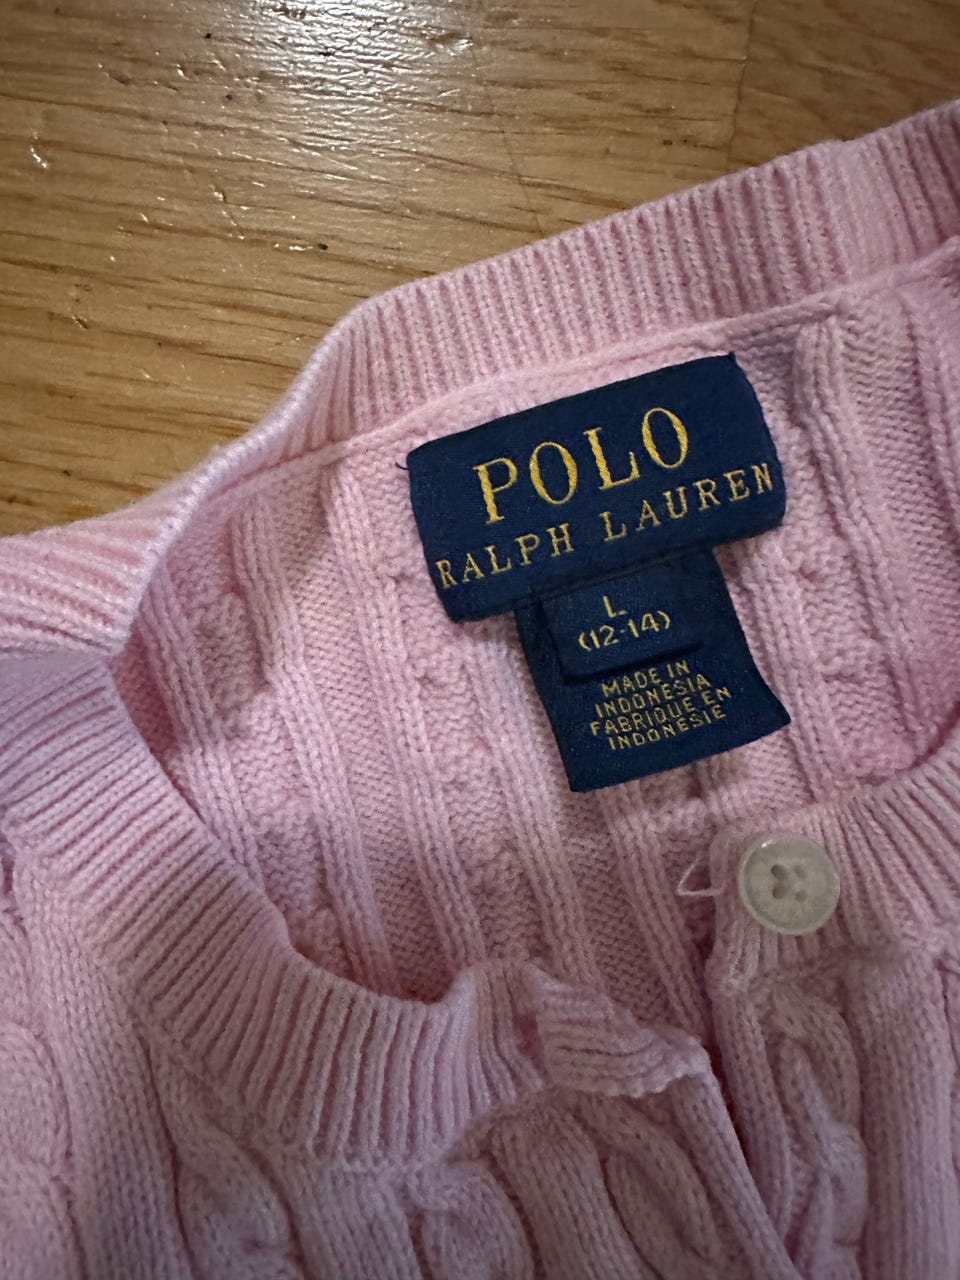 POLO
RALPH LAUREN
L
(12-14)
MADE IN
INDONESIA
FABRIQUE EN
INDONESIE